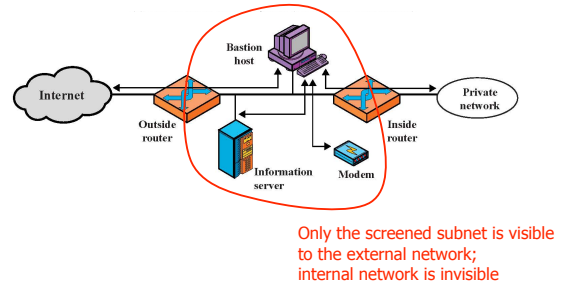 Bastion
host
Internet
Private
network
Outside
router
Inside
router
Information
server
Modem
Only the screened subnet is visible
to the external network;
internal network is invisible